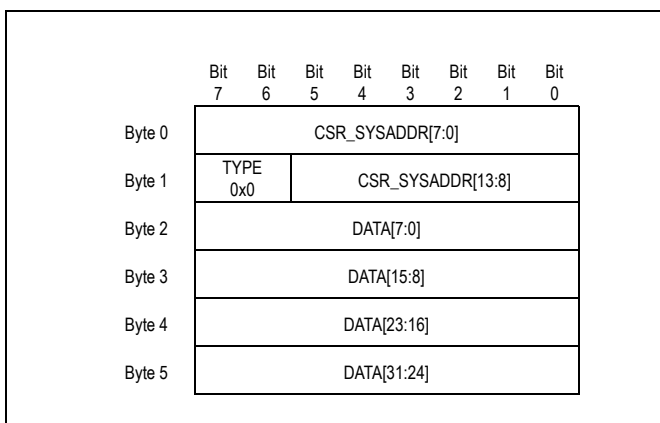 Bit Bit Bit Bit Bit Bit Bit Bit
7 6 5 4 3 2 1 0
Byte 0 CSR_SYSADDR[7:0]
Byte 1 TYPE 0x0 CSR_SYSADDR[13:8]
Byte 2 DATA[7:0]
Byte 3 DATA[15:8]
Byte 4 DATA[23:16]
Byte 5 DATA[31:24]